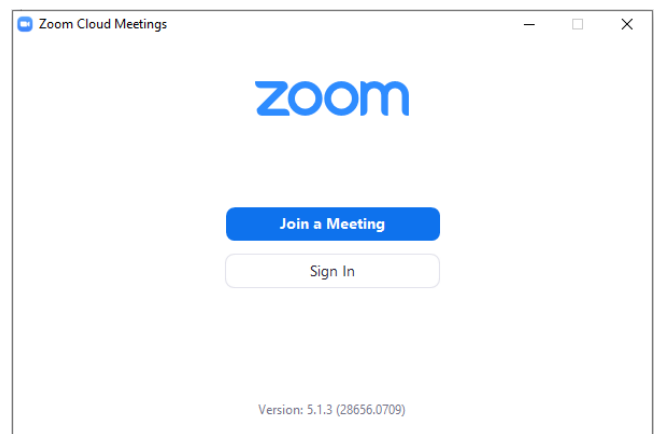 Zoom Cloud Meetings
zoom
Join a Meeting
Sign In
Version: 5.1.3 (28656.0709)